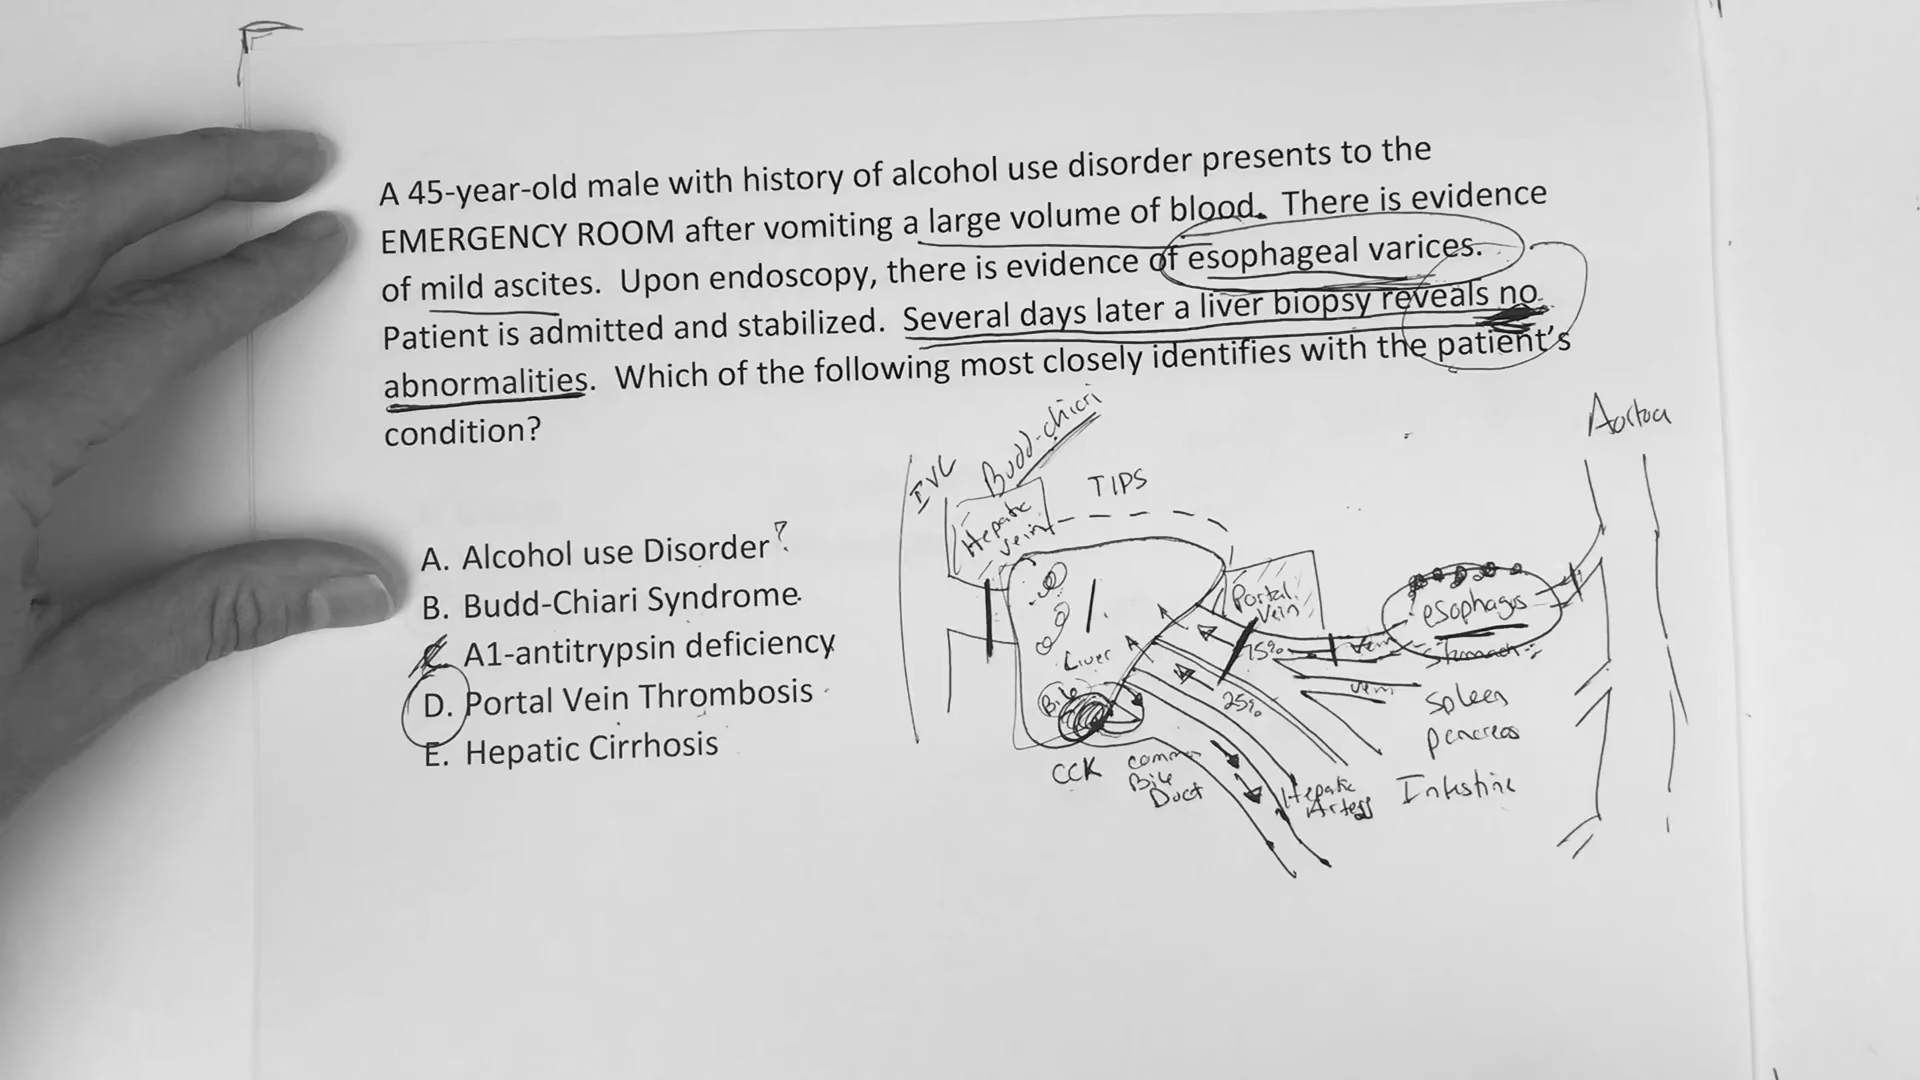 A 45-year-old male with history of alcohol use disorder presents to the
EMERGENCY ROOM after vomiting a large volume of blood. There is evidence
of mild ascites. Upon endoscopy, there is evidence of esophageal varices.
Patient is admitted and stabilized. Several days later a liver biopsy reveals no
abnormalities. Which of the following most closely identifies with the patient's
condition?
Aorta
Budd-chiari
IVC
TIPS
Hepatic
vein
A. Alcohol use Disorder?
B. Budd-Chiari Syndrome
C. A1-antitrypsin deficiency
D. Portal Vein Thrombosis
E. Hepatic Cirrhosis
Portal
Vein
esophagus
stomach
Liver
75%
vein
vein
Spleen
Bile
25%
pancreas
CCK
common
Bile
Duct
Hepatic
Artery
Intestine